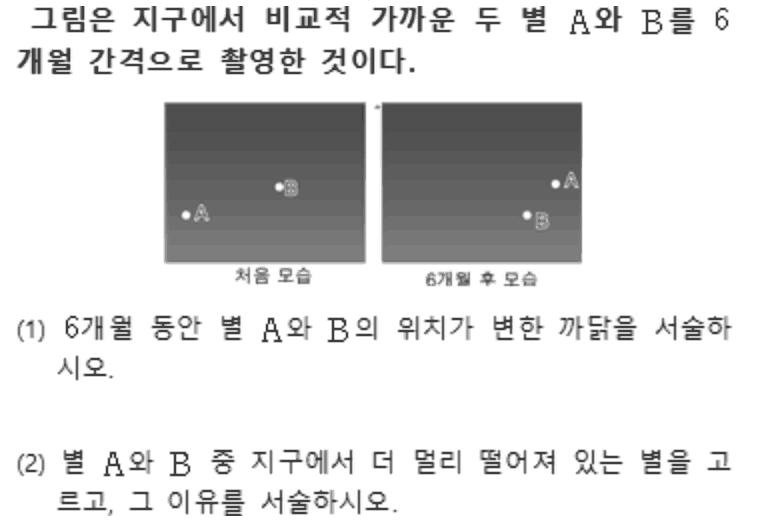 그림은 지구에서 비교적 가까운 두 별 A와 B를 6
개월 간격으로 촬영한 것이다.
B A
A B
처음 모습 6개월 후 모습
(1) 6개월 동안 별 A와 B의 위치가 변한 까닭을 서술하
시오.
(2) 별 A와 B 중 지구에서 더 멀리 떨어져 있는 별을 고
르고, 그 이유를 서술하시오.